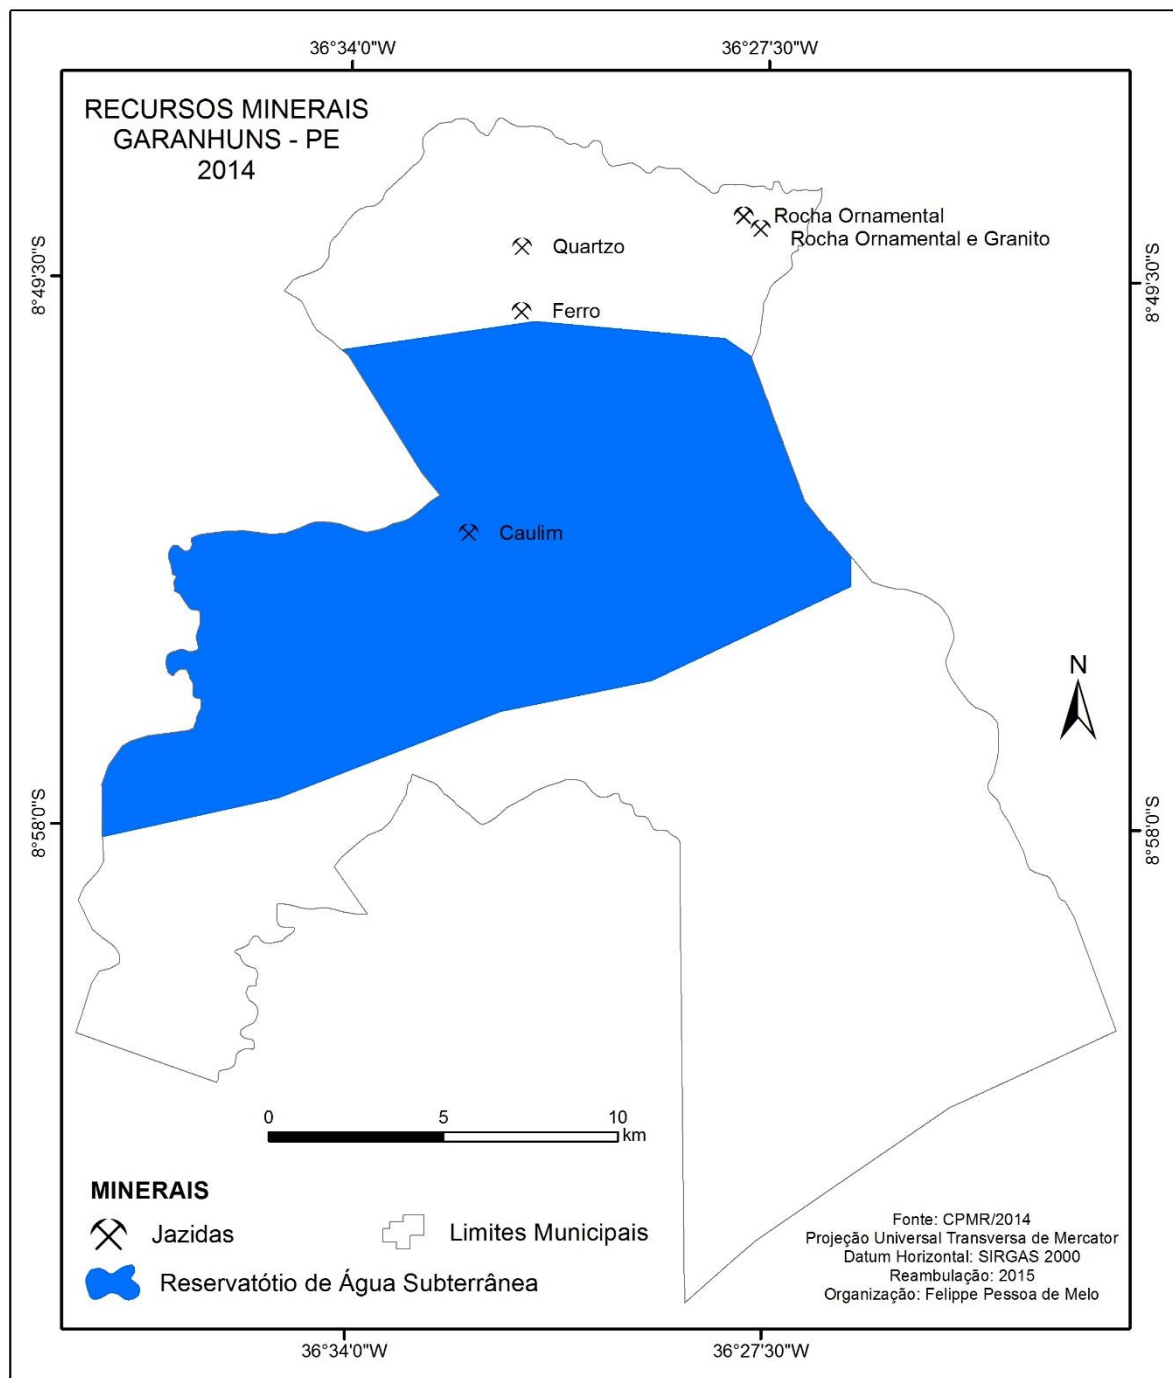 36°34'0"W
36°27'30"W
RECURSOS MINERAIS
GARANHUNS - PE
2014
Rocha Ornamental
Rocha Ornamental e Granito
Quartzo
8°49'30"S
8°49'30"S
Ferro
Caulim
N
8°58'0"S
8°58'0"S
0 5 10
km
MINERAIS
Jazidas
Limites Municipais
Reservatótio de Água Subterrânea
Fonte: CPMR/2014
Projeção Universal Transversa de Mercator
Datum Horizontal: SIRGAS 2000
Reambulação: 2015
Organização: Felippe Pessoa de Melo
36°34'0"W
36°27'30"W